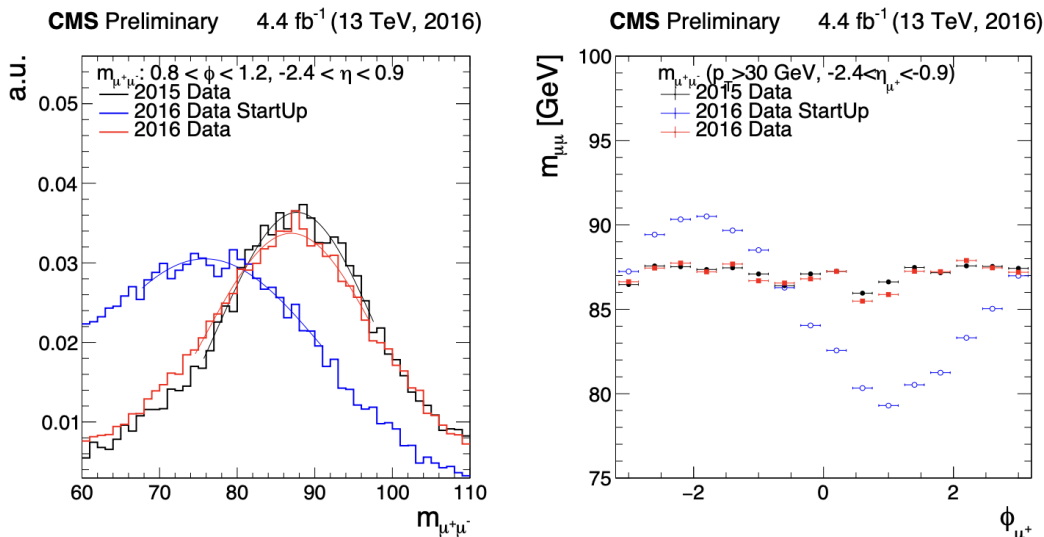 CMS Preliminary 4.4 fb⁻¹ (13 TeV, 2016)
a.u.
m_μ⁺μ⁻: 0.8 < ϕ < 1.2, -2.4 < η < 0.9
2015 Data
2016 Data StartUp
2016 Data
0.05
0.04
0.03
0.02
0.01
60 70 80 90 100 110
m_μ⁺μ⁻
CMS Preliminary 4.4 fb⁻¹ (13 TeV, 2016)
m_μμ [GeV]
m_μ⁺μ⁻ (p_T>30 GeV, -2.4<η_μ⁺<-0.9)
2015 Data
2016 Data StartUp
2016 Data
100
95
90
85
80
75
−2 0 2
ϕ_μ⁺